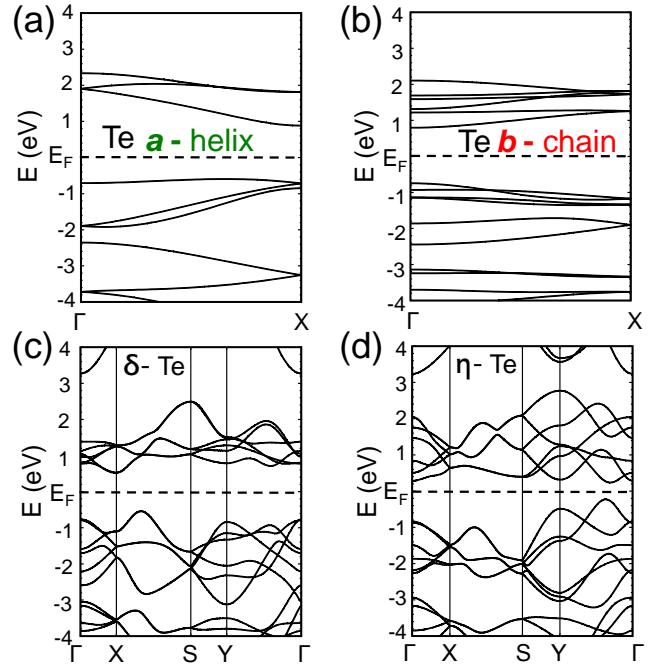 (a)
(b)
4
3
2
1
E_F
-1
-2
-3
-4
E (eV)
Te a - helix
Γ
X
4
3
2
1
E_F
-1
-2
-3
-4
E (eV)
Te b - chain
Γ
X
(c)
(d)
4
3
2
1
E_F
-1
-2
-3
-4
E (eV)
δ- Te
Γ
X
S
Y
Γ
4
3
2
1
E_F
-1
-2
-3
-4
E (eV)
η- Te
Γ
X
S
Y
Γ